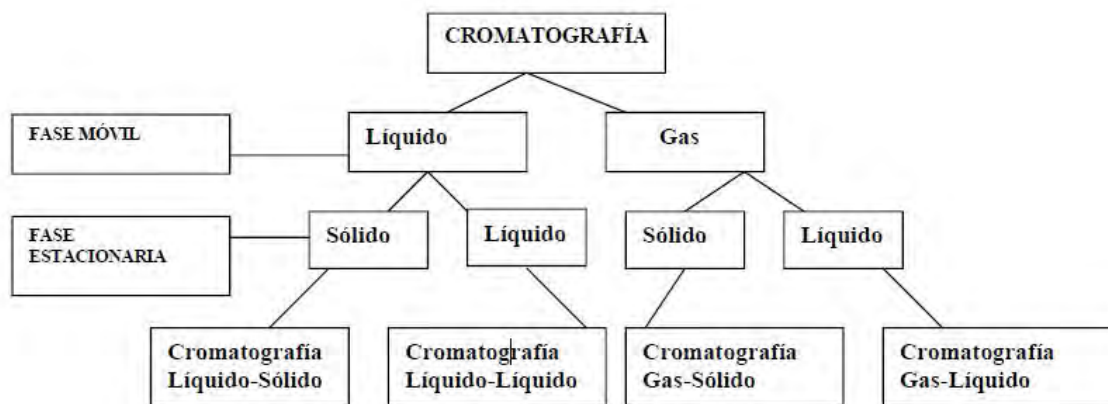 CROMATOGRAFÍA
FASE MÓVIL
Líquido
Gas
FASE
ESTACIONARIA
Sólido
Líquido
Sólido
Líquido
Cromatografía
Líquido-Sólido
Cromatografía
Líquido-Líquido
Cromatografía
Gas-Sólido
Cromatografía
Gas-Líquido